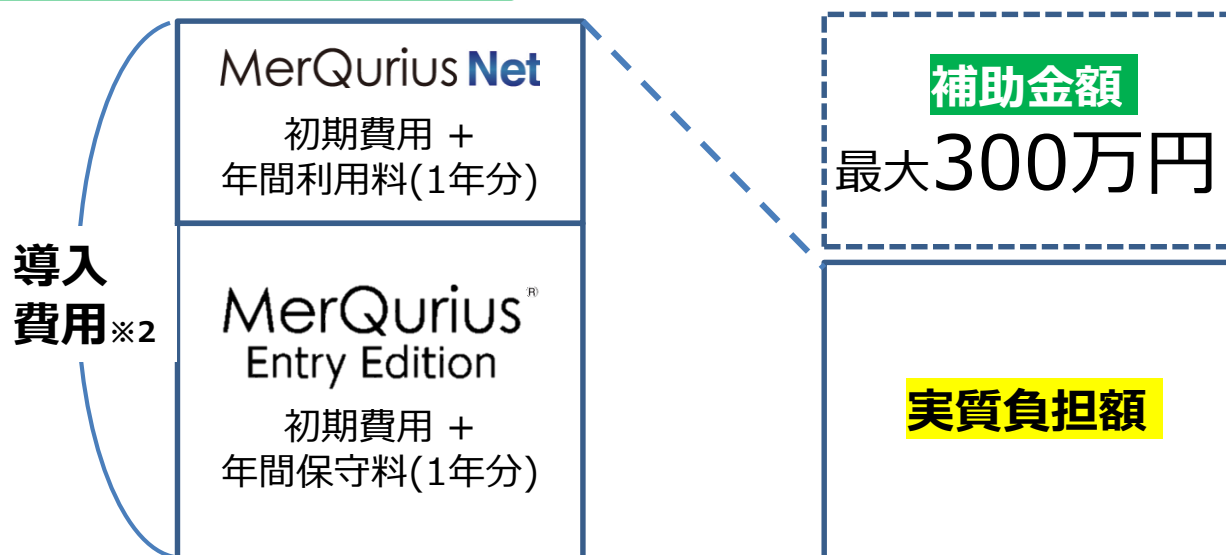 導入
費用※2
MerQurius Net
初期費用 +
年間利用料(1年分)
MerQurius®
Entry Edition
初期費用 +
年間保守料(1年分)
補助金額
最大300万円
実質負担額